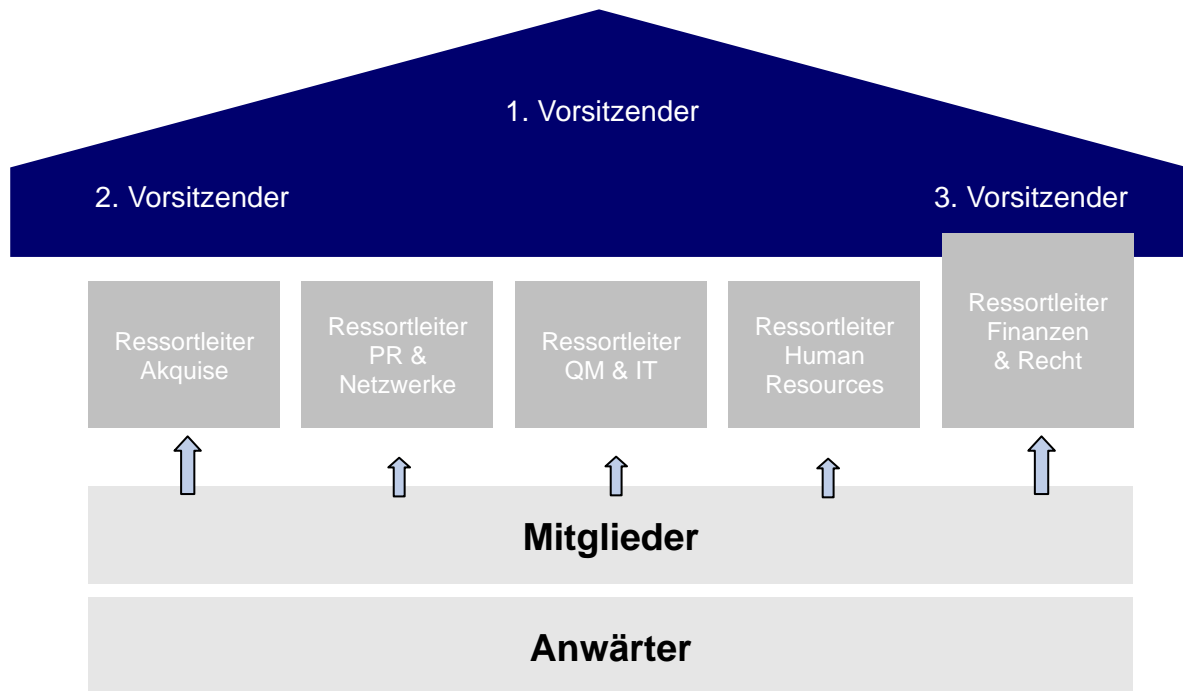 1. Vorsitzender
2. Vorsitzender
3. Vorsitzender
Ressortleiter
Akquise
Ressortleiter
PR &
Netzwerke
Ressortleiter
QM & IT
Ressortleiter
Human
Resources
Ressortleiter
Finanzen
& Recht
Mitglieder
Anwärter